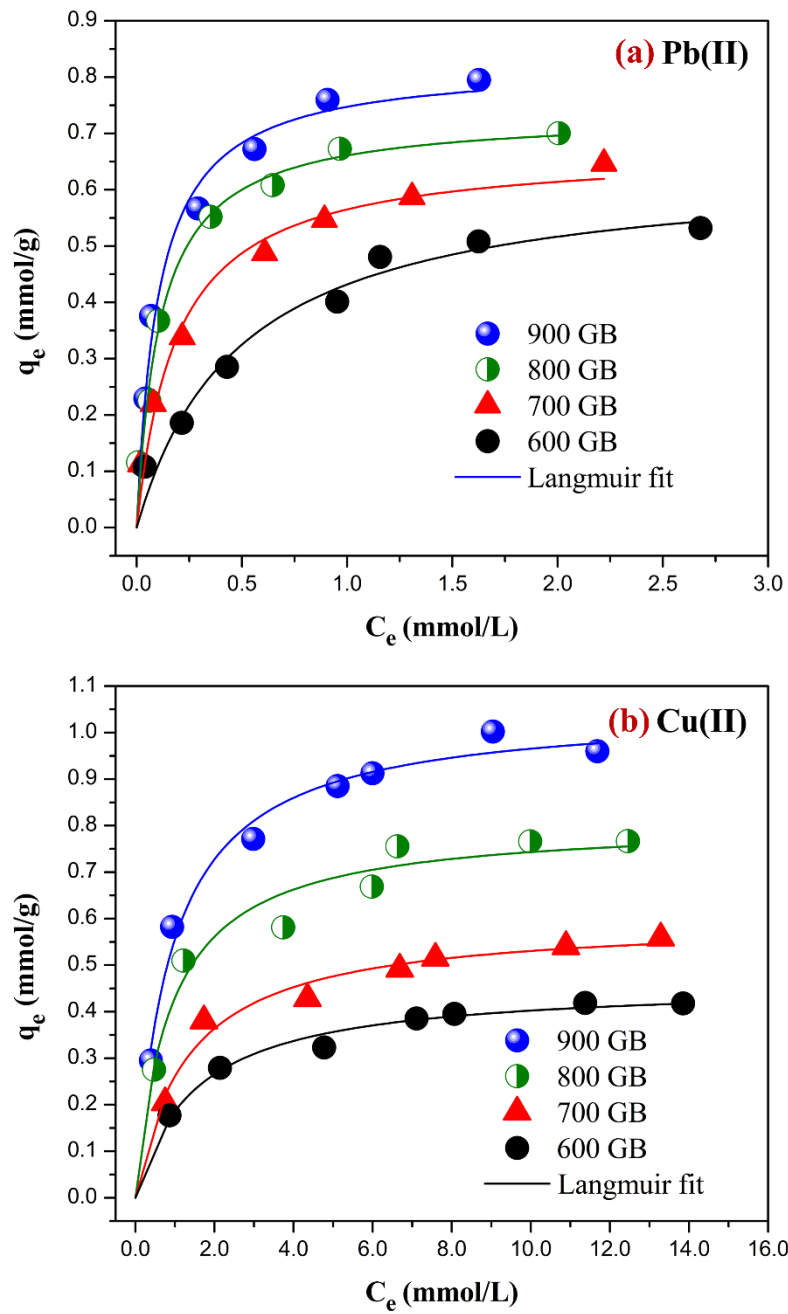 (a) Pb(II)
0.9
0.8
0.7
0.6
0.5
0.4
0.3
0.2
0.1
0.0
qe (mmol/g)
900 GB
800 GB
700 GB
600 GB
Langmuir fit
0.0 0.5 1.0 1.5 2.0 2.5 3.0
Ce (mmol/L)
(b) Cu(II)
1.1
1.0
0.9
0.8
0.7
0.6
0.5
0.4
0.3
0.2
0.1
0.0
qe (mmol/g)
900 GB
800 GB
700 GB
600 GB
Langmuir fit
0.0 2.0 4.0 6.0 8.0 10.0 12.0 14.0 16.0
Ce (mmol/L)